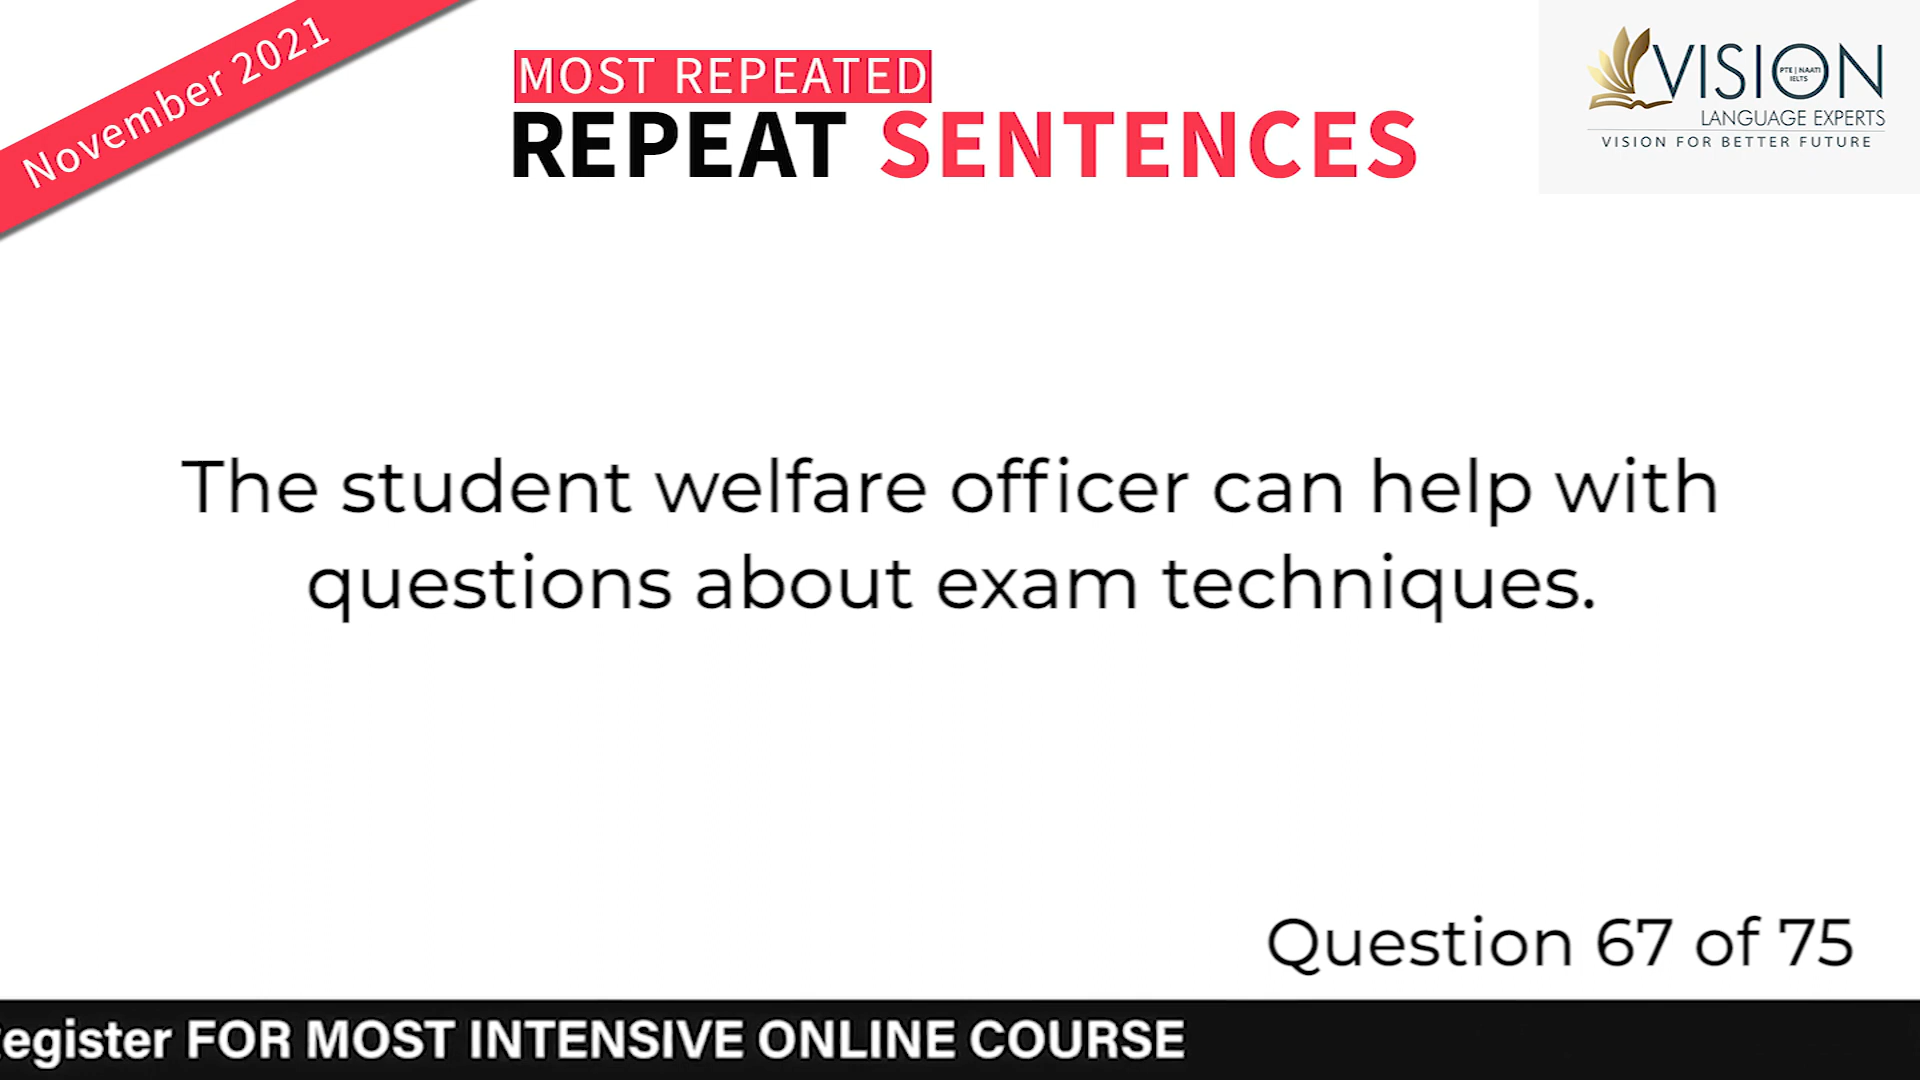 November 2021
MOST REPEATED
REPEAT SENTENCES
VISION
PTE | NAATI
IELTS
LANGUAGE EXPERTS
VISION FOR BETTER FUTURE
The student welfare officer can help with
questions about exam techniques.
Question 67 of 75
egister FOR MOST INTENSIVE ONLINE COURSE